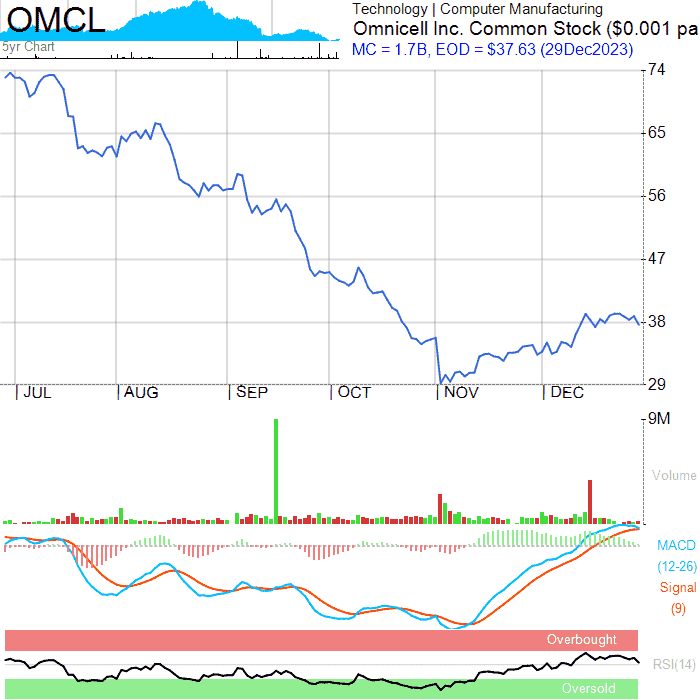 OMCL
5yr Chart
Technology | Computer Manufacturing
Omnicell Inc. Common Stock ($0.001 pa
MC = 1.7B, EOD = $37.63 (29Dec2023)
74
65
56
47
38
29
JUL AUG SEP OCT NOV DEC
9M
Volume
MACD
(12-26)
Signal
(9)
Overbought
RSI(14)
Oversold